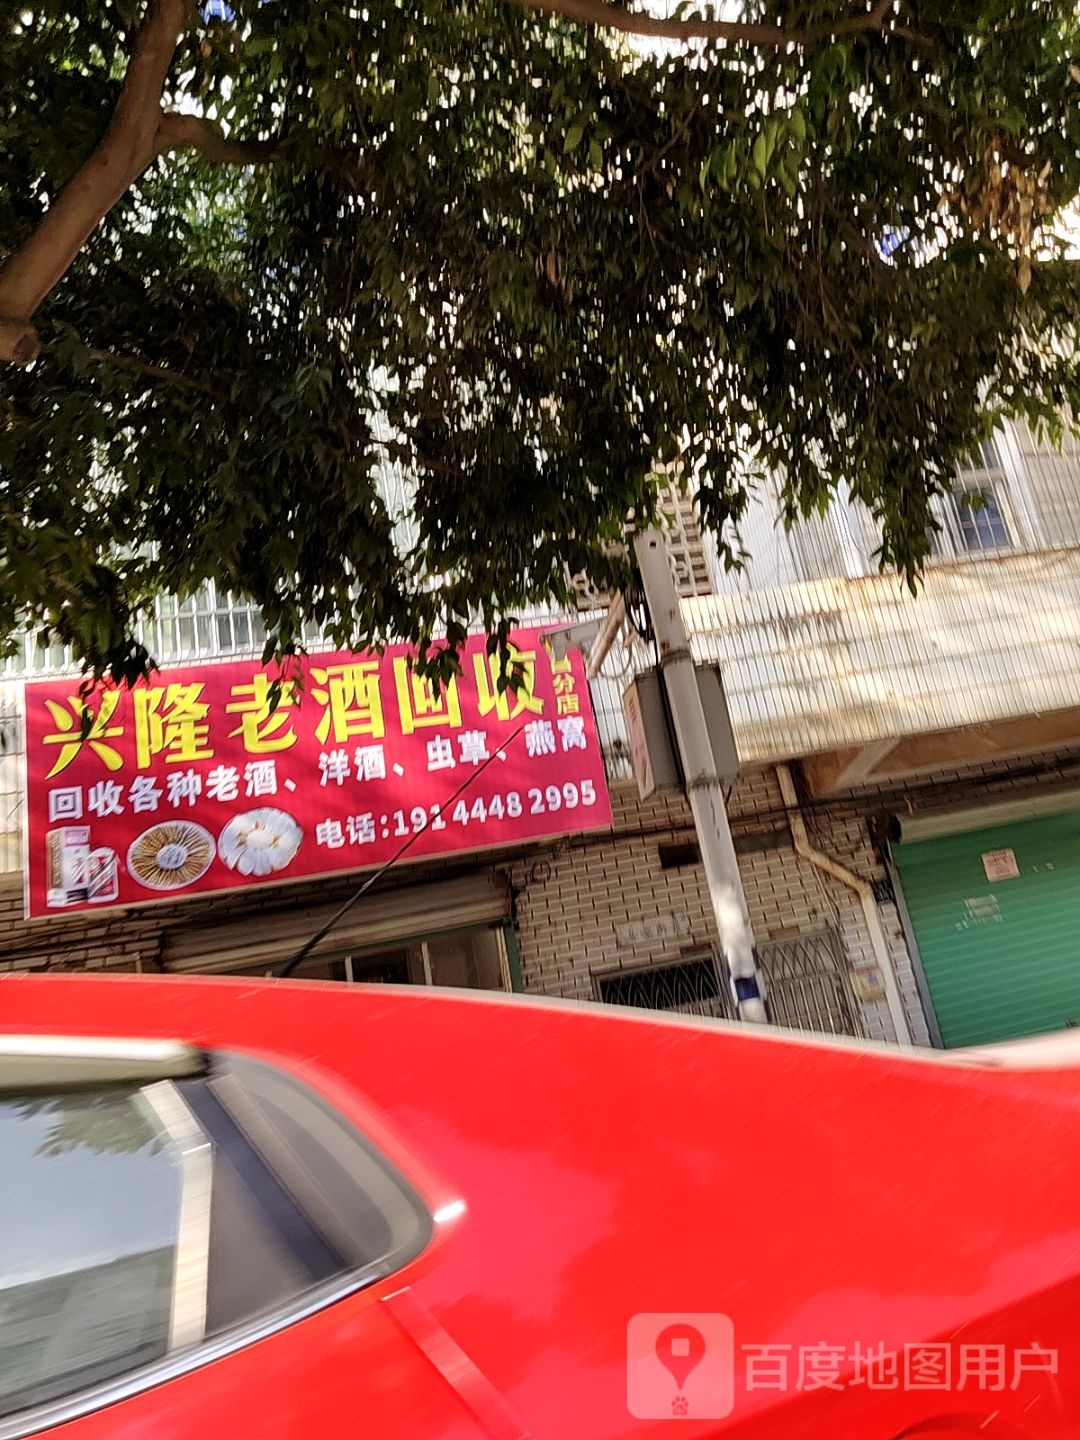 兴隆老酒回收
分店
回收各种老酒、洋酒、虫草、燕窝
电话:191 4448 2995
百度地图用户